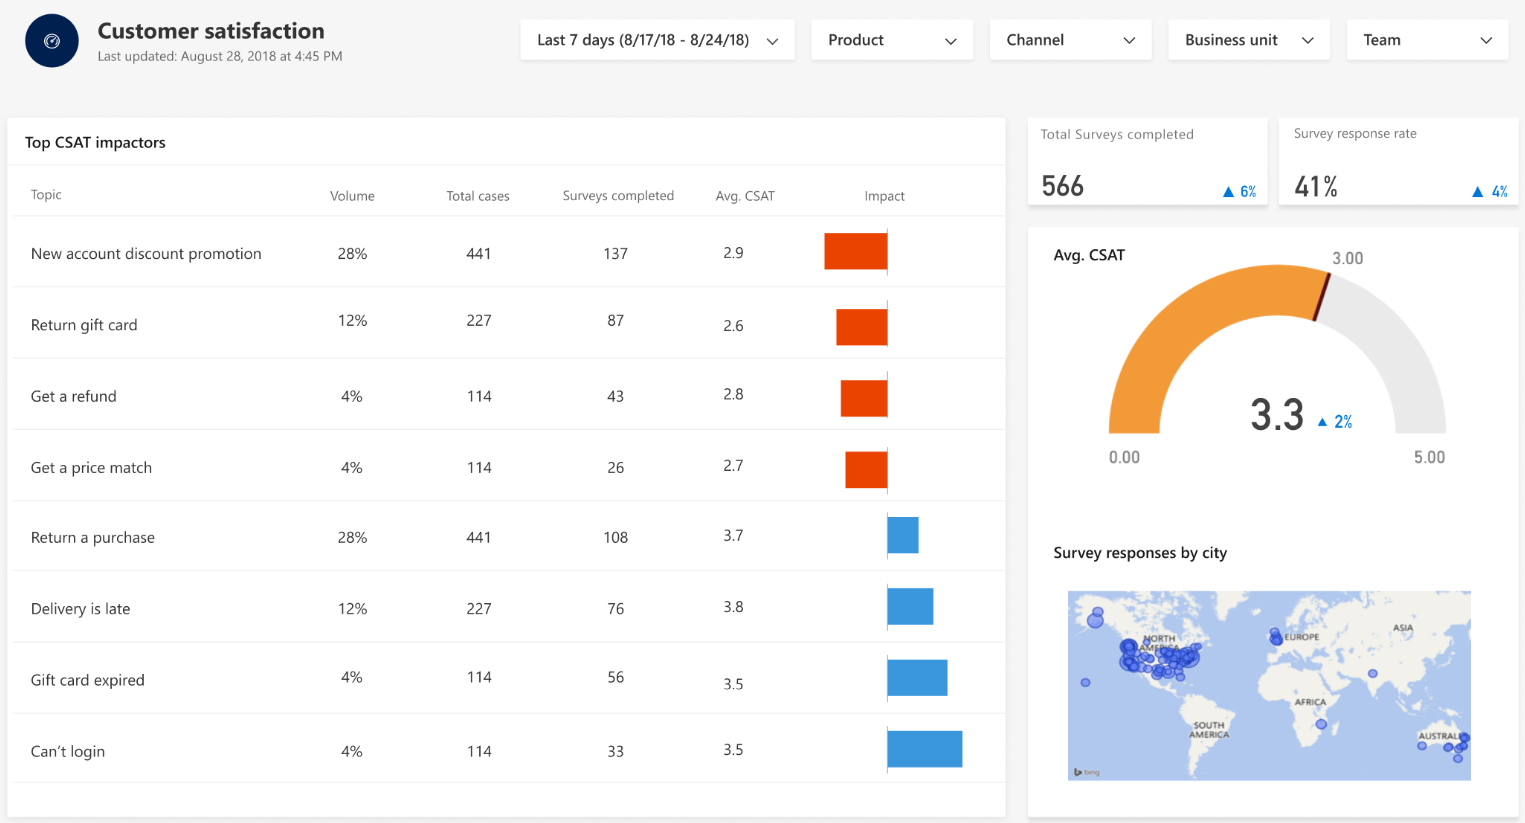 Customer satisfaction
Last updated: August 28, 2018 at 4:45 PM
Last 7 days (8/17/18 - 8/24/18)
Product
Channel
Business unit
Team
Top CSAT impactors
Topic Volume Total cases Surveys completed Avg. CSAT Impact
New account discount promotion 28% 441 137 2.9
Return gift card 12% 227 87 2.6
Get a refund 4% 114 43 2.8
Get a price match 4% 114 26 2.7
Return a purchase 28% 441 108 3.7
Delivery is late 12% 227 76 3.8
Gift card expired 4% 114 56 3.5
Can't login 4% 114 33 3.5
Total Surveys completed
566 ▲ 6%
Survey response rate
41% ▲ 4%
Avg. CSAT
3.00
3.3 ▲ 2%
0.00 5.00
Survey responses by city
NORTH
AMERICA
EUROPE
ASIA
AFRICA
SOUTH
AMERICA
AUSTRALI
bing